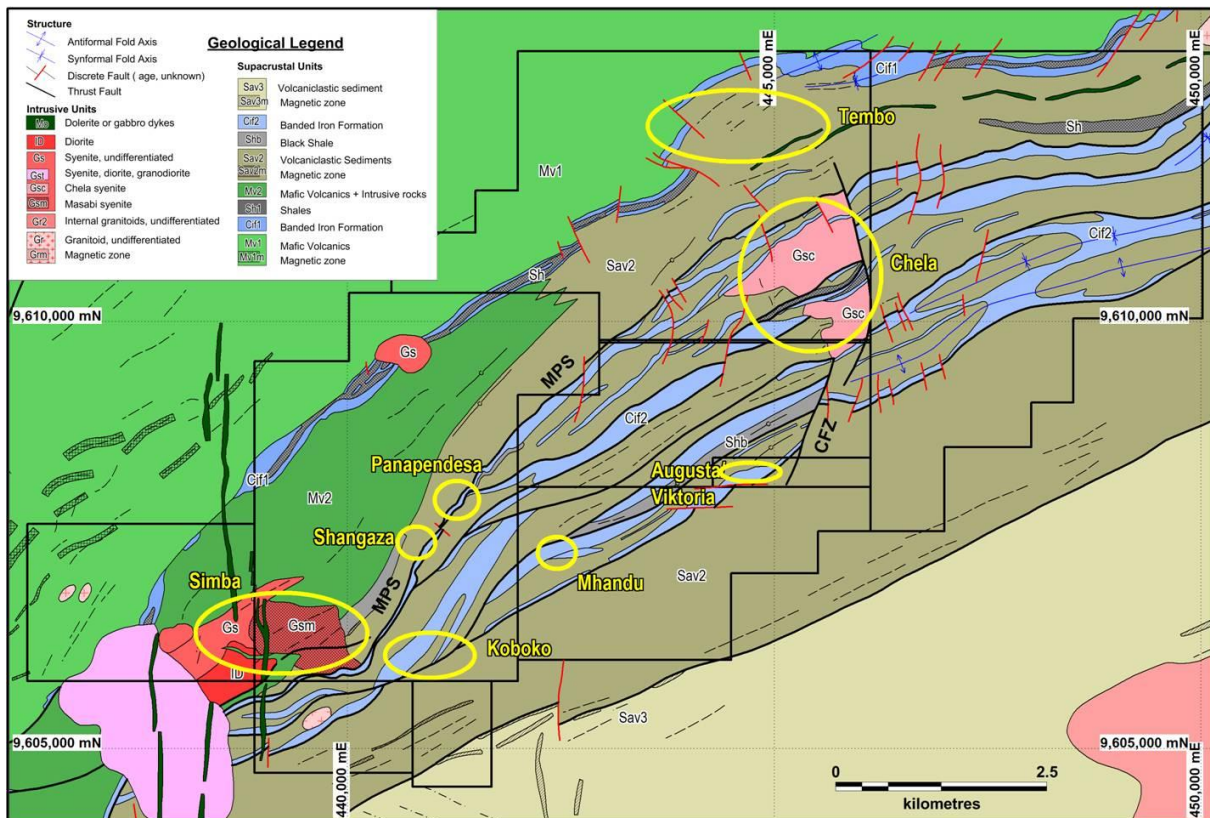 Structure
Antiformal Fold Axis
Synformal Fold Axis
Discrete Fault ( age, unknown)
Thrust Fault
Intrusive Units
Mo Dolerite or gabbro dykes
ID Diorite
Gs Syenite, undifferentiated
Gst Syenite, diorite, granodiorite
Gsc Chela syenite
Gsm Masabi syenite
Gr2 Internal granitoids, undifferentiated
Gr Granitoid, undifferentiated
Grm Magnetic zone
Geological Legend
Supacrustal Units
Sav3 Volcaniclastic sediment
Sav3m Magnetic zone
Cif2 Banded Iron Formation
Shb Black Shale
Sav2 Volcaniclastic Sediments
Sav2m Magnetic zone
Mv2 Mafic Volcanics + Intrusive rocks
Sh1 Shales
Cif1 Banded Iron Formation
Mv1 Mafic Volcanics
Mv1m Magnetic zone
445,000 mE
450,000 mE
Cif1
Tembo
Sh
Mv1
Cif2
Sav2
Gsc
Chela
Sh
9,610,000 mN
Gsc
9,610,000 mN
Gs
MPS
Cif2
CFZ
Shb
Panapendesa
Augusta
Cif1
Mv2
Viktoria
Shangaza
Mhandu
Sav2
Simba
MPS
Gs
Gsm
Koboko
ID
Sav3
9,605,000 mN
9,605,000 mN
440,000 mE
450,000 mE
0 2.5
kilometres